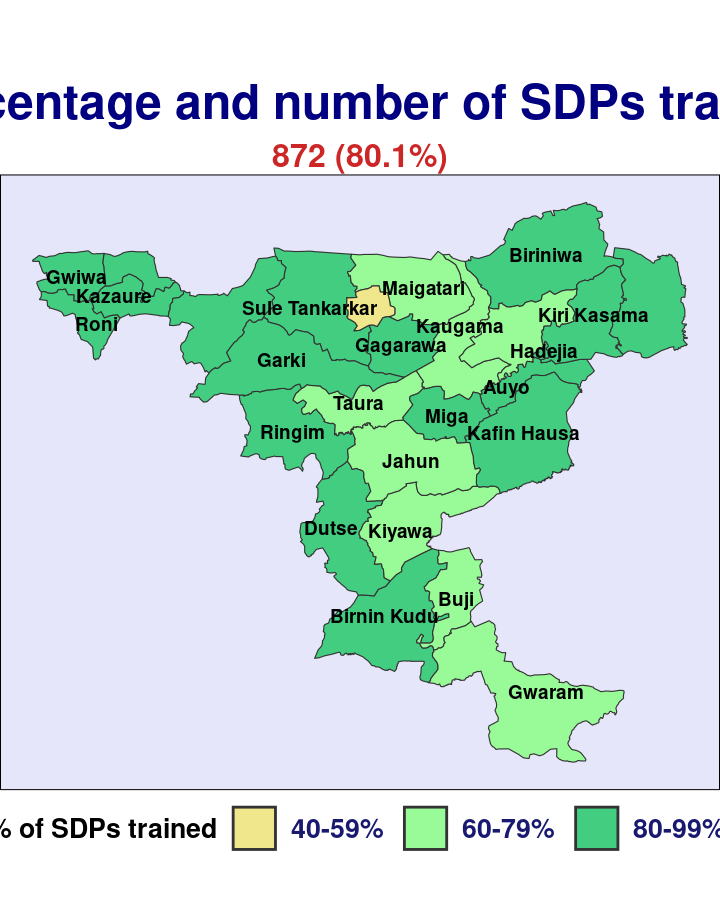 centage and number of SDPs tra
872 (80.1%)
Biriniwa
Gwiwa
Maigatari
Kazaure
Sule Tankarkar
Kiri Kasama
Roni
Kaugama
Gagarawa
Hadejia
Garki
Auyo
Taura
Miga
Ringim
Kafin Hausa
Jahun
Dutse
Kiyawa
Buji
Birnin Kudu
Gwaram
% of SDPs trained 40-59% 60-79% 80-99%